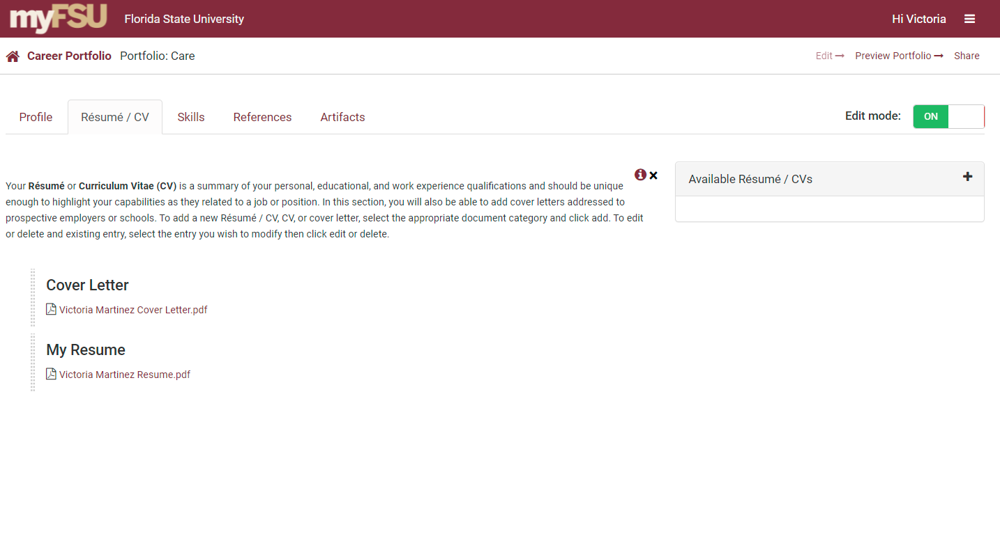 myFSU Florida State University Hi Victoria
Career Portfolio Portfolio: Care Edit Preview Portfolio Share
Profile Résumé / CV Skills References Artifacts Edit mode: ON
Your Résumé or Curriculum Vitae (CV) is a summary of your personal, educational, and work experience qualifications and should be unique
enough to highlight your capabilities as they related to a job or position. In this section, you will also be able to add cover letters addressed to
prospective employers or schools. To add a new Résumé / CV, CV, or cover letter, select the appropriate document category and click add. To edit
or delete and existing entry, select the entry you wish to modify then click edit or delete.
Available Résumé / CVs
Cover Letter
Victoria Martinez Cover Letter.pdf
My Resume
Victoria Martinez Resume.pdf